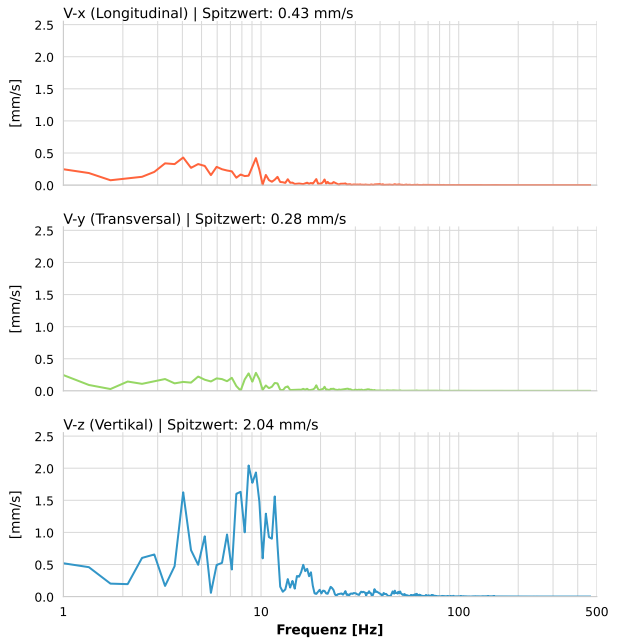 V-x (Longitudinal) | Spitzwert: 0.43 mm/s
2.5
2.0
1.5
1.0
0.5
0.0
[mm/s]
V-y (Transversal) | Spitzwert: 0.28 mm/s
2.5
2.0
1.5
1.0
0.5
0.0
[mm/s]
V-z (Vertikal) | Spitzwert: 2.04 mm/s
2.5
2.0
1.5
1.0
0.5
0.0
[mm/s]
1 10 100 500
Frequenz [Hz]